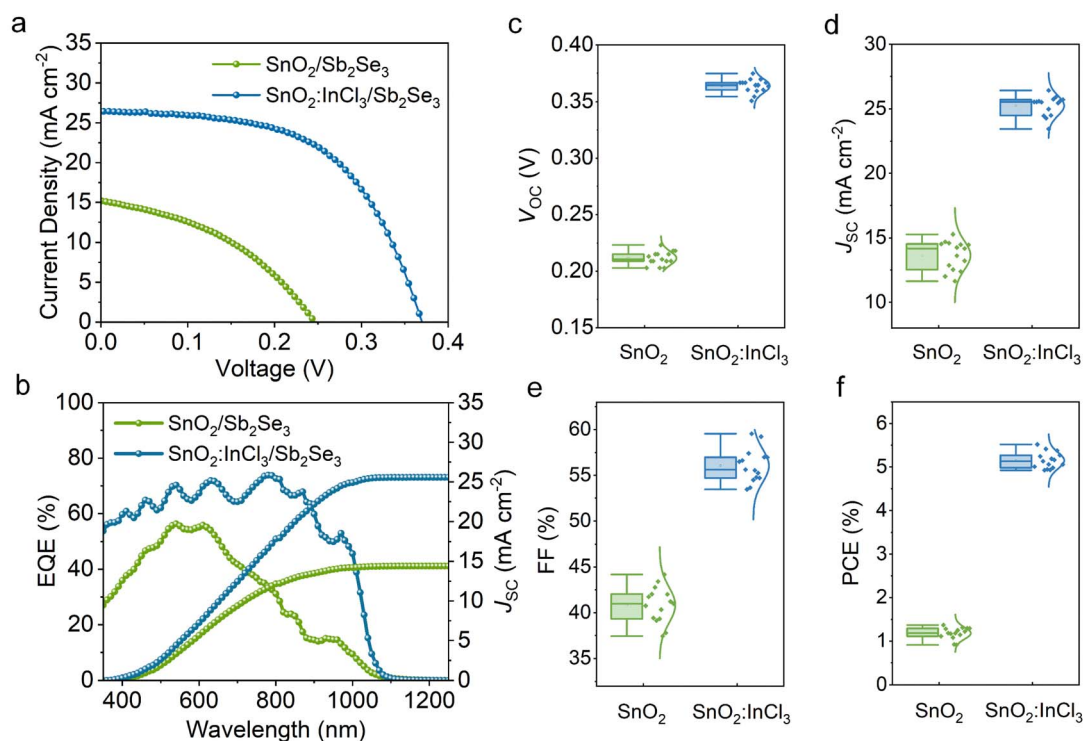 a
35
30
25
20
15
10
5
0
Current Density (mA cm⁻²)
SnO₂/Sb₂Se₃
SnO₂:InCl₃/Sb₂Se₃
0.0 0.1 0.2 0.3 0.4
Voltage (V)
b
100
80
60
40
20
0
EQE (%)
SnO₂/Sb₂Se₃
SnO₂:InCl₃/Sb₂Se₃
35
30
25
20
15
10
5
0
J_SC (mA cm⁻²)
400 600 800 1000 1200
Wavelength (nm)
c
0.40
0.35
0.30
0.25
0.20
0.15
V_OC (V)
SnO₂ SnO₂:InCl₃
d
30
25
20
15
10
J_SC (mA cm⁻²)
SnO₂ SnO₂:InCl₃
e
60
55
50
45
40
35
FF (%)
SnO₂ SnO₂:InCl₃
f
6
5
4
3
2
1
0
PCE (%)
SnO₂ SnO₂:InCl₃